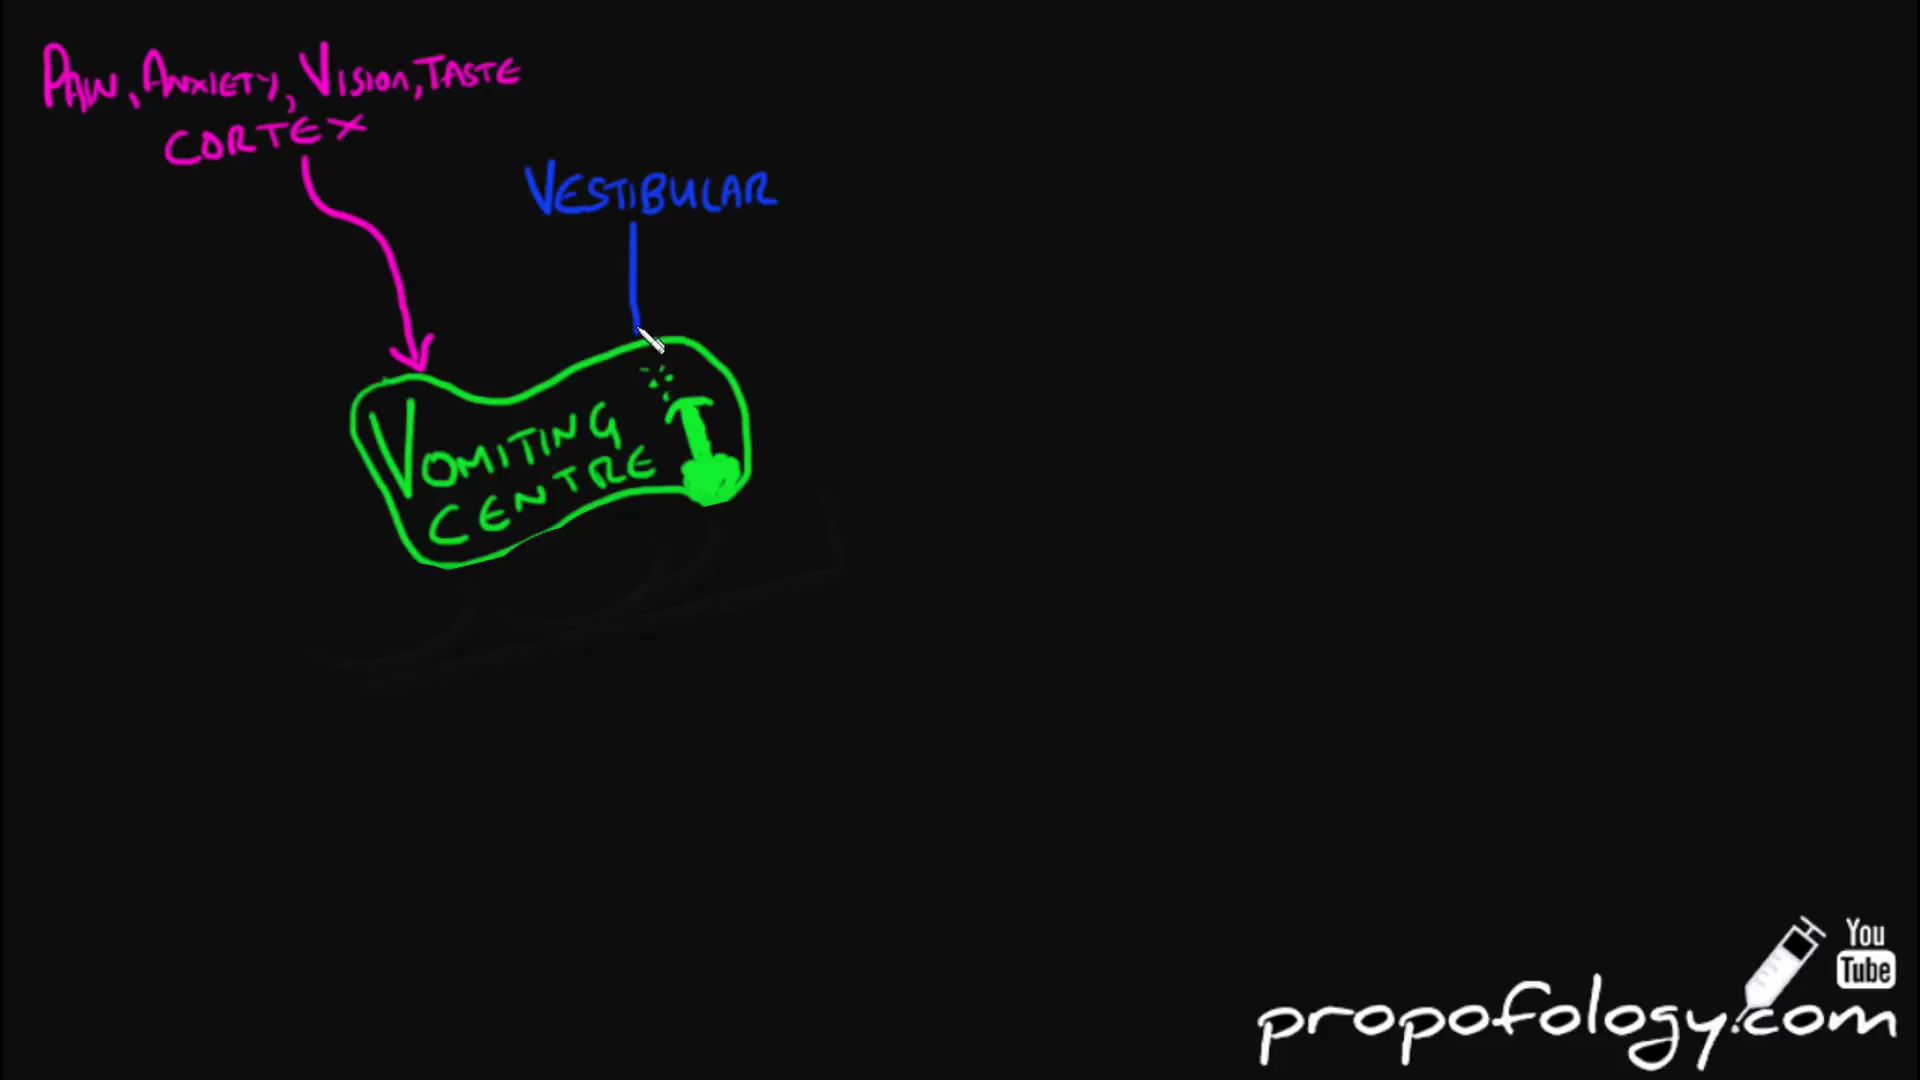 PAIN, ANXIETY, VISION, TASTE
CORTEX
VESTIBULAR
VOMITING
CENTRE
You
Tube
propofology.com